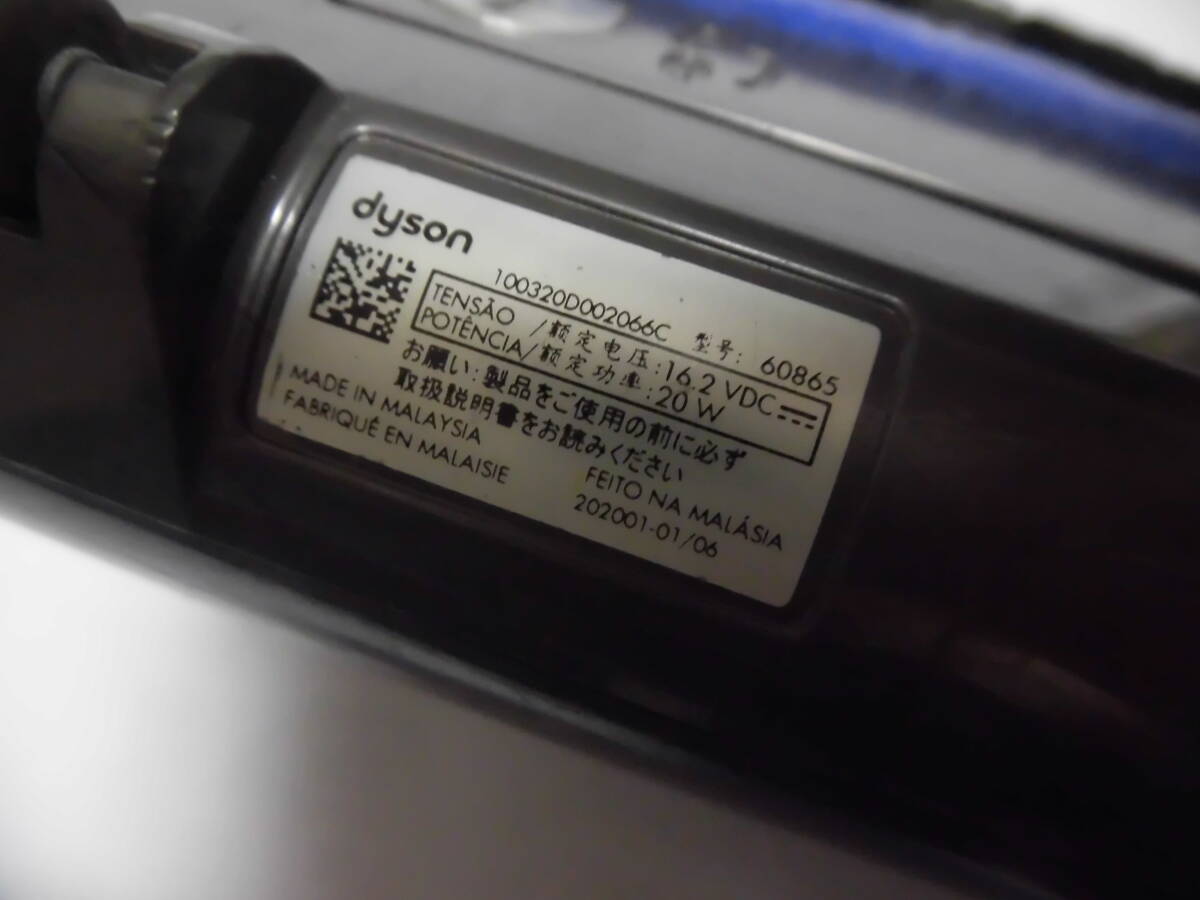 dyson
100320D002066C 型号: 60865
TENSÃO /额定电压:16.2 VDC
POTÊNCIA/额定功率:20 W
お願い:製品をご使用の前に必ず
取扱説明書をお読みください
MADE IN MALAYSIA
FABRIQUÉ EN MALAISIE
FEITO NA MALÁSIA
202001-01/06